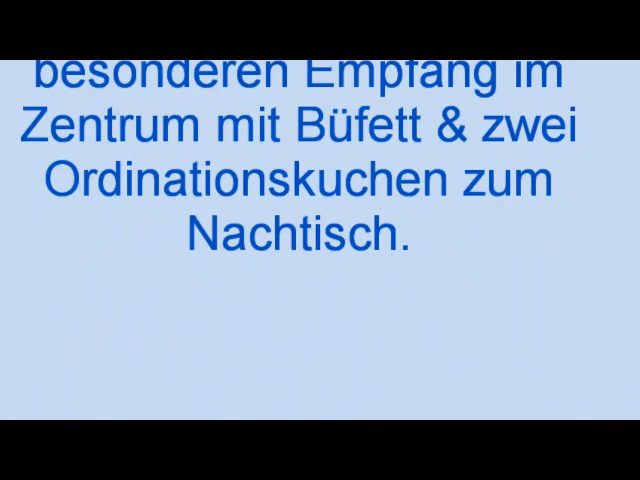 besonderen Empfang im
Zentrum mit Büfett & zwei
Ordinationskuchen zum
Nachtisch.